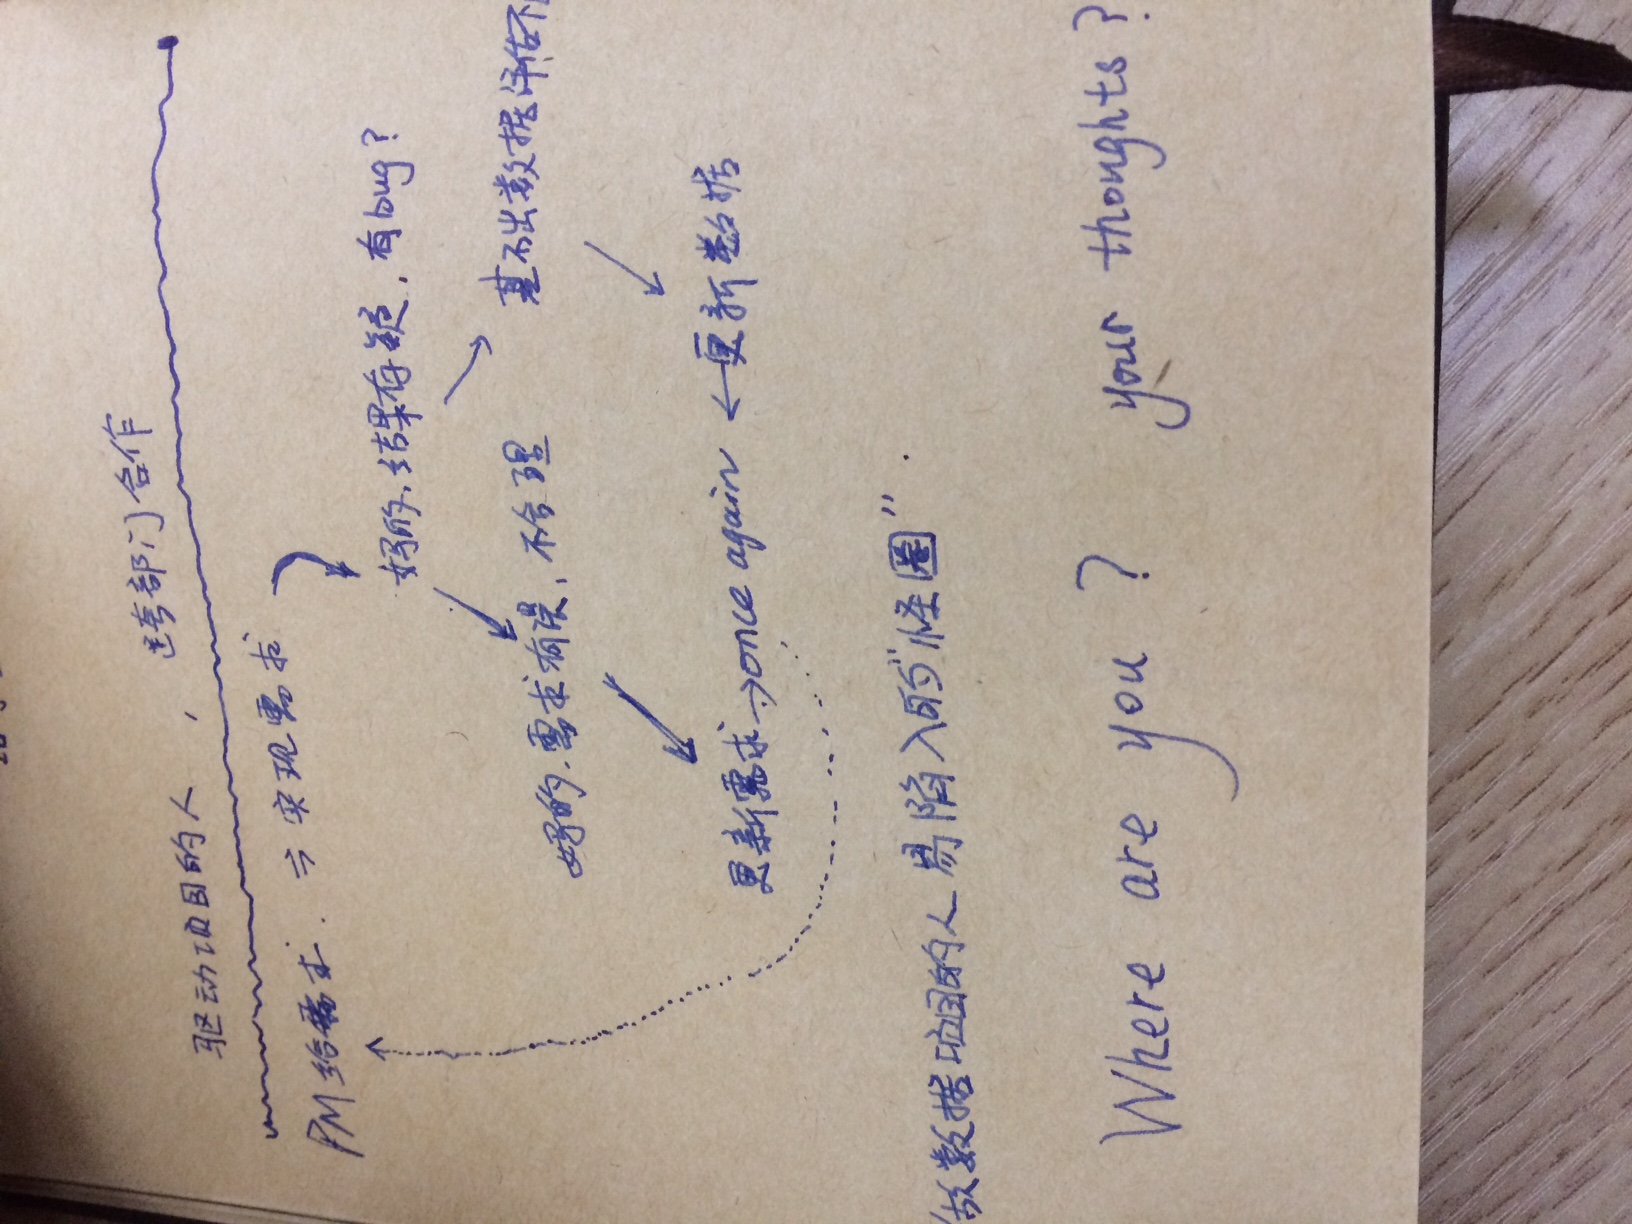 驱动项目的人，跨部门合作
PM给需求. ⇒ 实现需求
好的，结果存疑，有bug？
好的，需求有误，不合理
基础数据评估不
更新需求→once again ←更新数据
做数据项目的人易陷入的"怪圈".
Where are you ? your thoughts ?